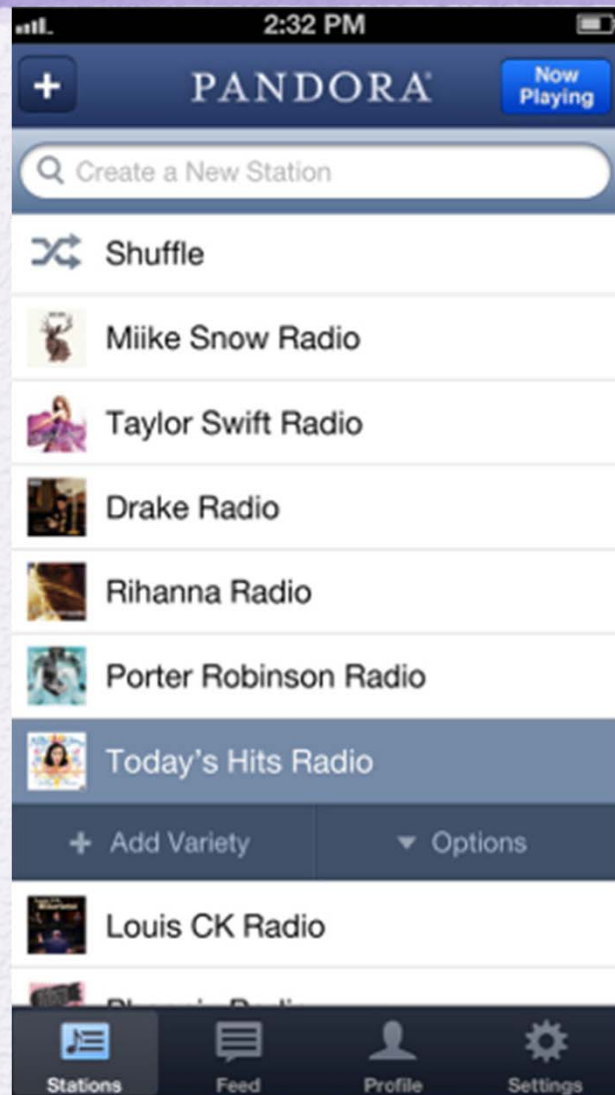 2:32 PM
PANDORA
Now
Playing
Create a New Station
Shuffle
Miike Snow Radio
Taylor Swift Radio
Drake Radio
Rihanna Radio
Porter Robinson Radio
Today's Hits Radio
+ Add Variety
Options
Louis CK Radio
Stations
Feed
Profile
Settings